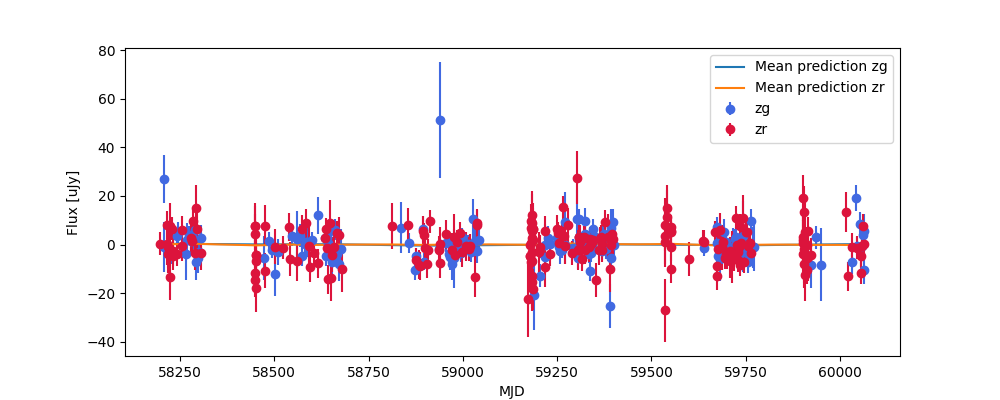 80
60
40
20
0
−20
−40
Flux [uJy]
58250
58500
58750
59000
59250
59500
59750
60000
MJD
Mean prediction zg
Mean prediction zr
zg
zr